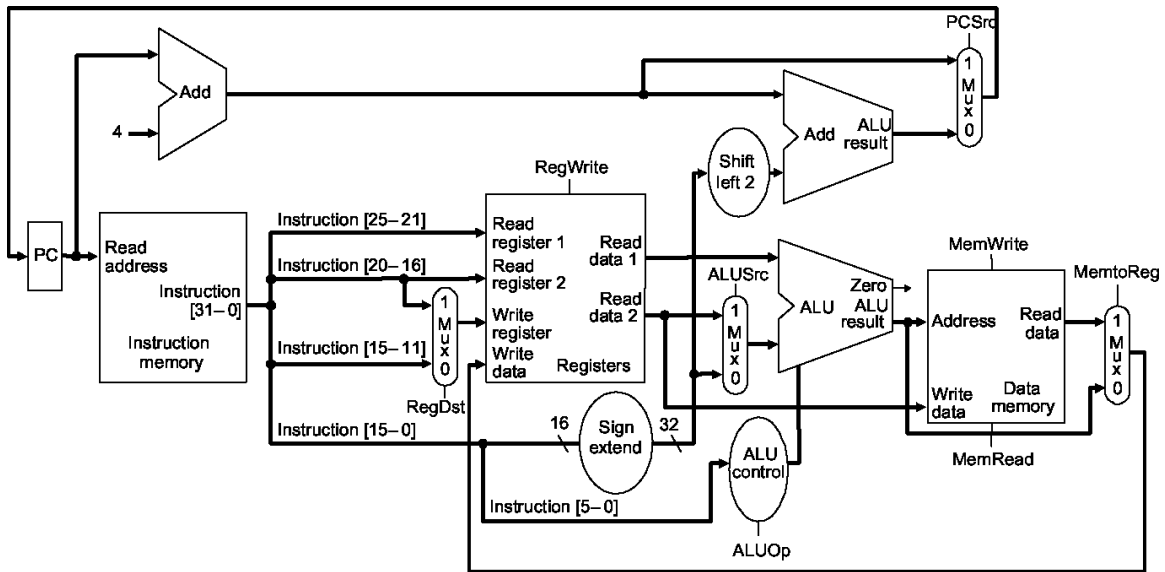 PCSrc
Add
4
1
M
u
x
0
Add
ALU
result
Shift
left 2
RegWrite
PC
Read
address
Instruction
[31–0]
Instruction
memory
Instruction [25–21]
Instruction [20–16]
Instruction [15–11]
Instruction [15–0]
1
M
u
x
0
RegDst
Read
register 1
Read
register 2
Write
register
Write
data
Read
data 1
Read
data 2
Registers
ALUSrc
1
M
u
x
0
Zero
ALU
ALU
result
MemWrite
Address
Read
data
Write
data
Data
memory
MemRead
MemtoReg
1
M
u
x
0
16
Sign
extend
32
ALU
control
Instruction [5–0]
ALUOp